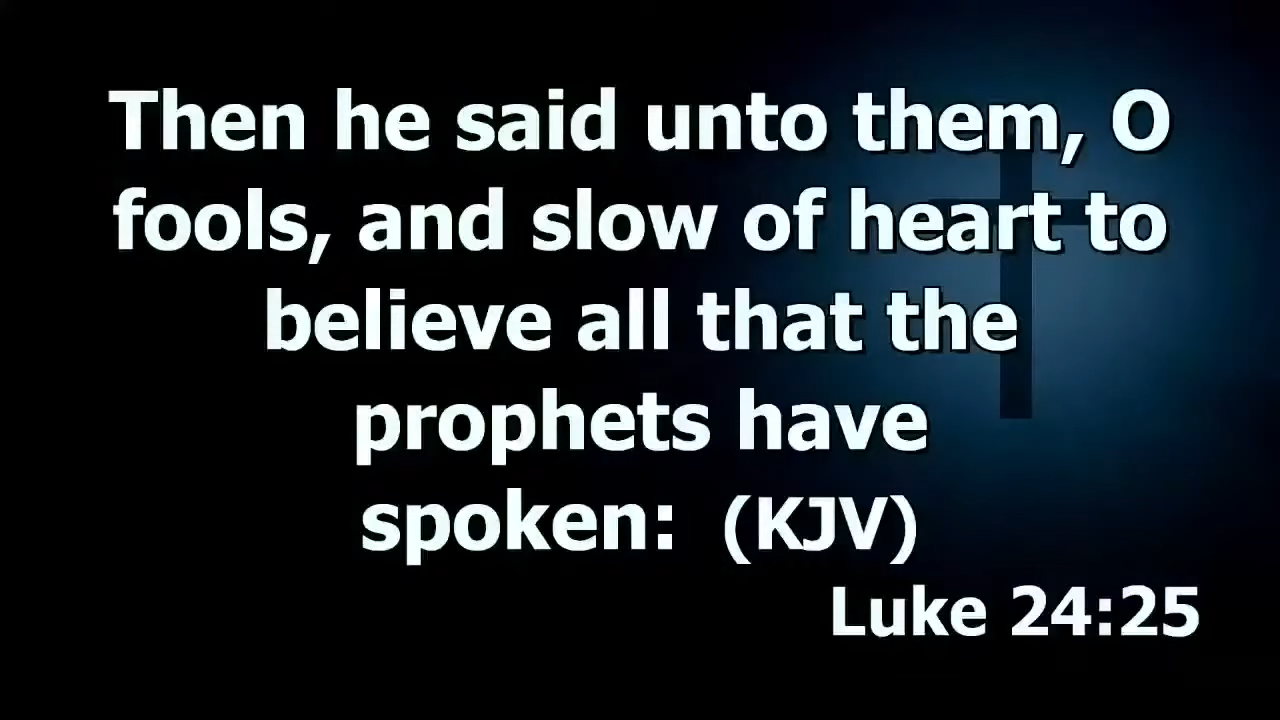 Then he said unto them, O
fools, and slow of heart to
believe all that the
prophets have
spoken:  (KJV)
Luke 24:25